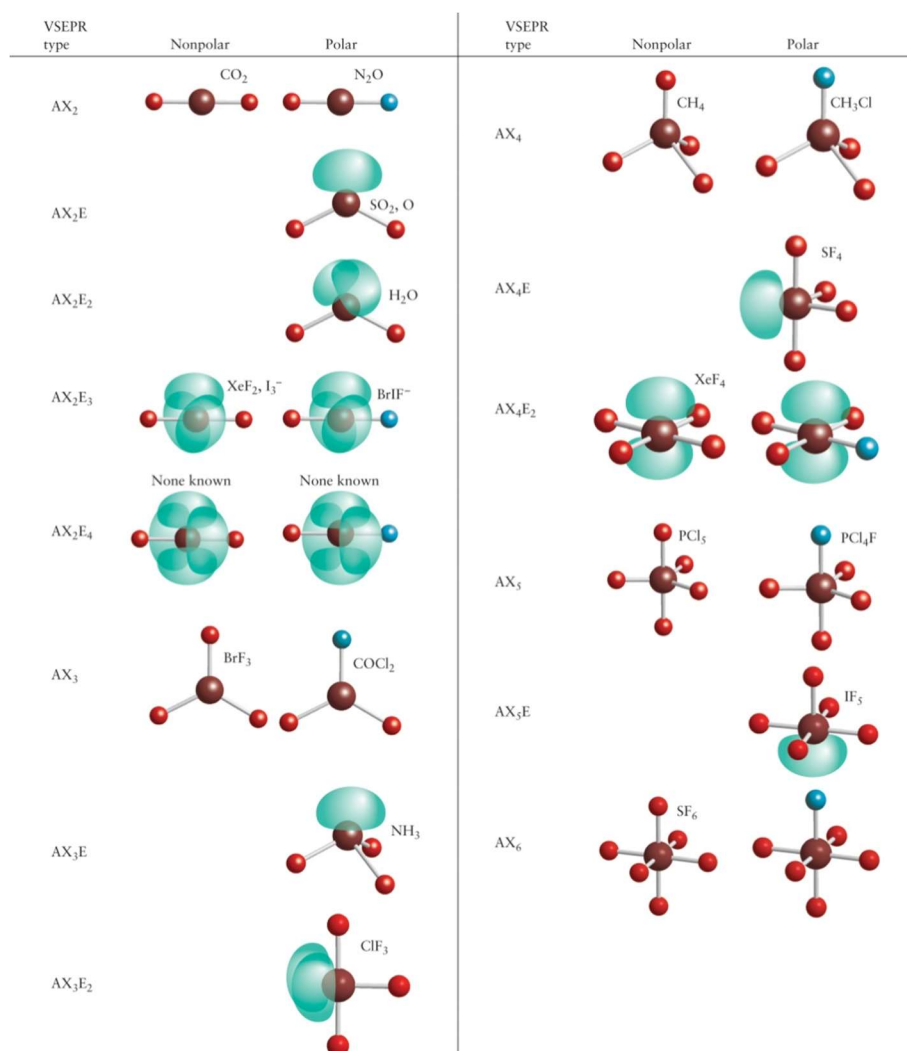 VSEPR
type
Nonpolar
Polar
AX₂
CO₂
N₂O
AX₂E
SO₂, O
AX₂E₂
H₂O
AX₂E₃
XeF₂, I₃⁻
BrIF⁻
None known
None known
AX₂E₄
AX₃
BrF₃
COCl₂
AX₃E
NH₃
AX₃E₂
ClF₃
VSEPR
type
Nonpolar
Polar
AX₄
CH₄
CH₃Cl
AX₄E
SF₄
AX₄E₂
XeF₄
AX₅
PCl₅
PCl₄F
AX₅E
IF₅
AX₆
SF₆